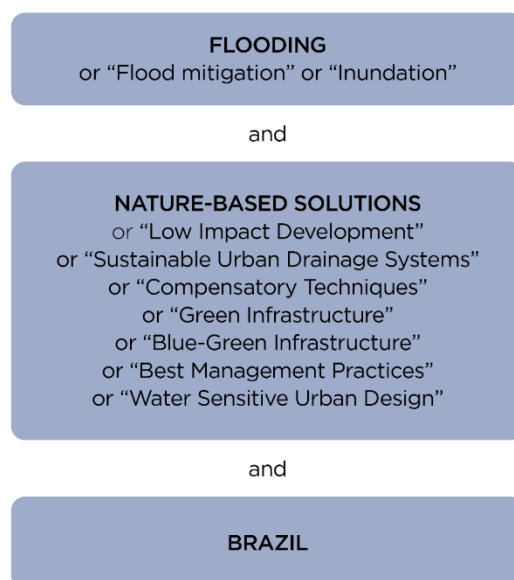 FLOODING
or “Flood mitigation” or “Inundation”
and
NATURE-BASED SOLUTIONS
or “Low Impact Development”
or “Sustainable Urban Drainage Systems”
or “Compensatory Techniques”
or “Green Infrastructure”
or “Blue-Green Infrastructure”
or “Best Management Practices”
or “Water Sensitive Urban Design”
and
BRAZIL